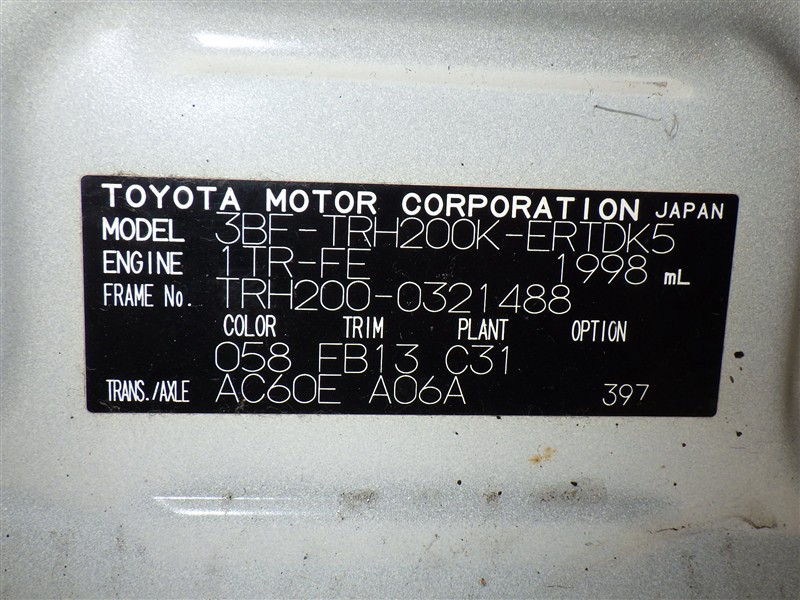 TOYOTA MOTOR CORPORATION JAPAN
MODEL 3BF-TRH200K-ERTDK5
ENGINE 1TR-FE 1998 mL
FRAME No. TRH200-0321488
COLOR TRIM PLANT OPTION
058 FB13 C31
TRANS./AXLE AC60E A06A 397